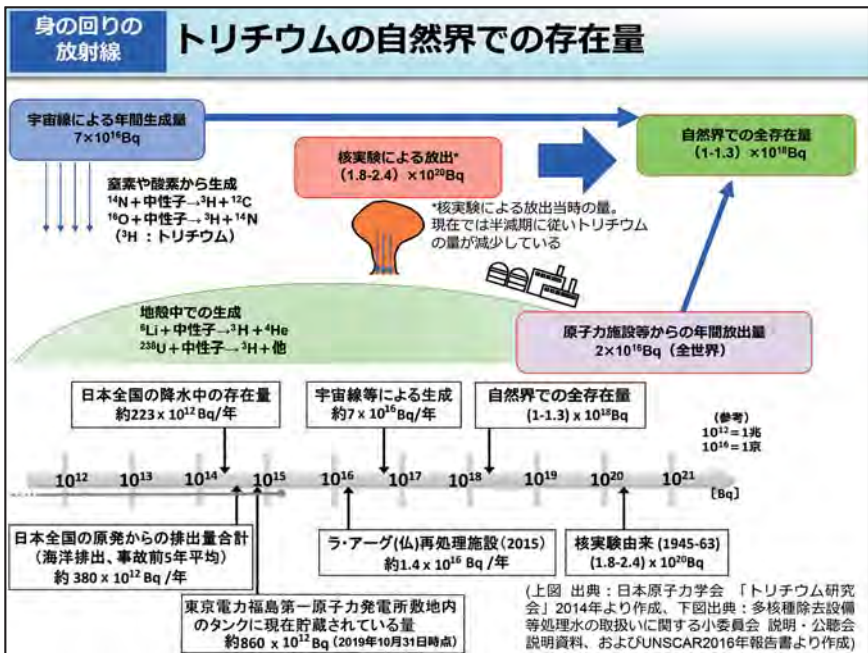 身の回りの
放射線
トリチウムの自然界での存在量
宇宙線による年間生成量
7×10¹⁶Bq
窒素や酸素から生成
¹⁴N＋中性子→³H＋¹²C
¹⁶O＋中性子→³H＋¹⁴N
（³H ：トリチウム）
核実験による放出*
（1.8-2.4）×10²⁰Bq
*核実験による放出当時の量。
現在では半減期に従いトリチウム
の量が減少している
自然界での全存在量
（1-1.3）×10¹⁸Bq
地殻中での生成
⁶Li＋中性子→³H＋⁴He
²³⁸U＋中性子→³H＋他
原子力施設等からの年間放出量
2×10¹⁶Bq（全世界）
日本全国の降水中の存在量
約223 x 10¹² Bq/年
宇宙線等による生成
約7 x 10¹⁶Bq/年
自然界での全存在量
(1-1.3) x 10¹⁸Bq
(参考)
10¹²＝1兆
10¹⁶＝1京
10¹² 10¹³ 10¹⁴ 10¹⁵ 10¹⁶ 10¹⁷ 10¹⁸ 10¹⁹ 10²⁰ 10²¹
[Bq]
日本全国の原発からの排出量合計
（海洋排出、事故前5年平均）
約 380 x 10¹² Bq /年
東京電力福島第一原子力発電所敷地内
のタンクに現在貯蔵されている量
約860 x 10¹² Bq (2019年10月31日時点)
ラ・アーグ(仏)再処理施設（2015）
約1.4 x 10¹⁶ Bq/年
核実験由来 (1945-63)
(1.8-2.4) x 10²⁰Bq
(上図 出典：日本原子力学会 「トリチウム研究
会」2014年より作成、下図出典：多核種除去設備
等処理水の取扱いに関する小委員会 説明・公聴会
説明資料、およびUNSCAR2016年報告書より作成)